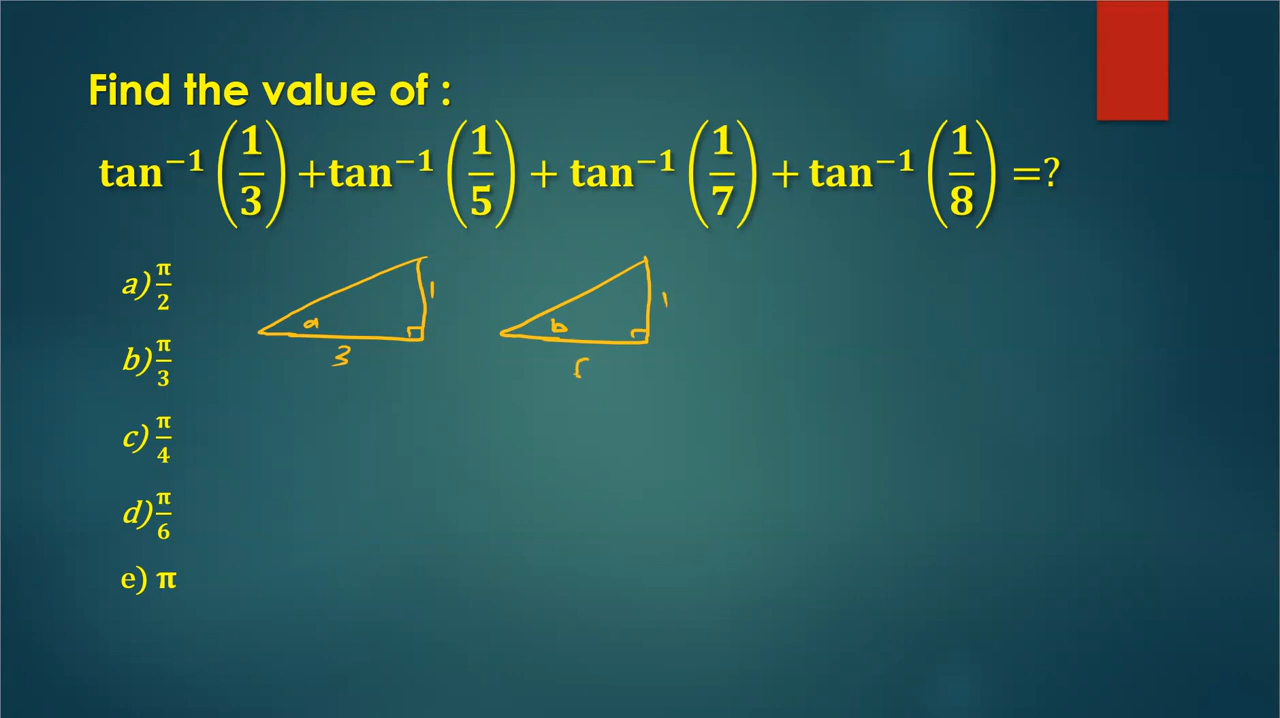 Find the value of :
tan⁻¹(1/3) +tan⁻¹(1/5) + tan⁻¹(1/7) + tan⁻¹(1/8) =?
a) π/2
b) π/3
c) π/4
d) π/6
e) π
a 1
3
b 1
5